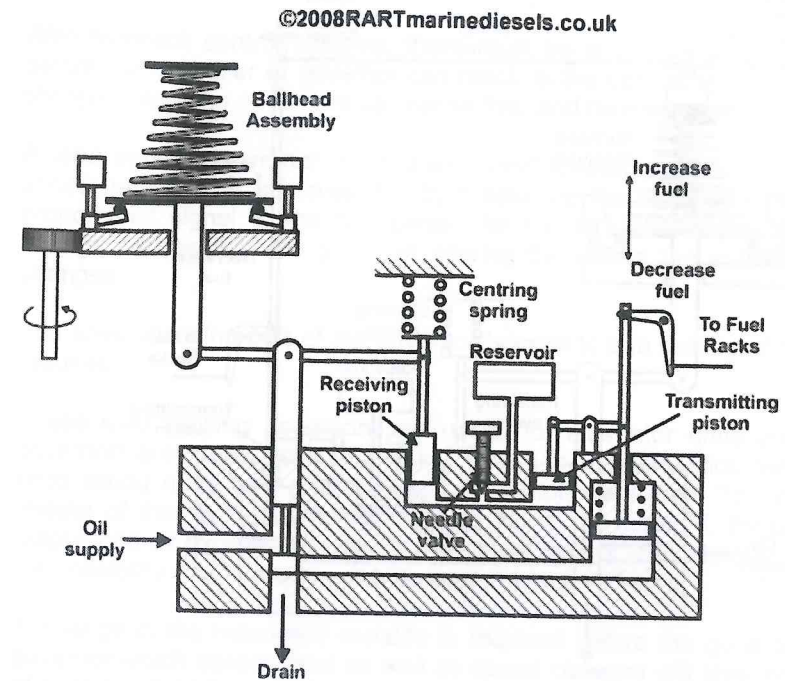 ©2008RARTmarinediesels.co.uk
Ballhead
Assembly
Increase
fuel
Decrease
fuel
Centring
spring
To Fuel
Racks
Reservoir
Receiving
piston
Transmitting
piston
Needle
valve
Oil
supply
Drain